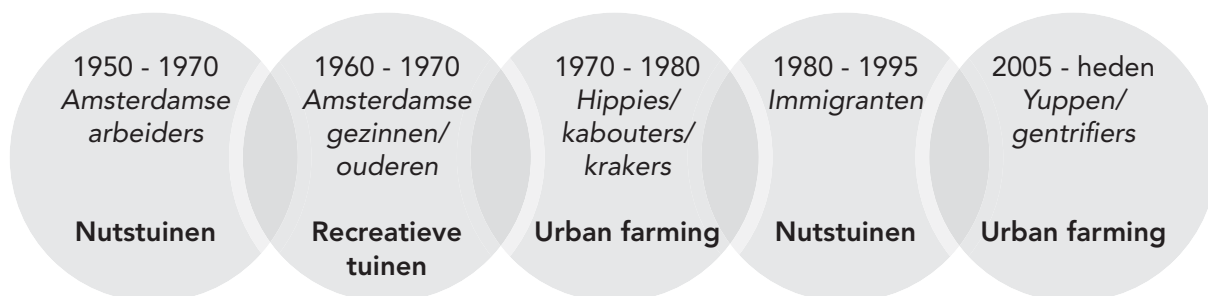 1950 - 1970
Amsterdamse
arbeiders
Nutstuinen
1960 - 1970
Amsterdamse
gezinnen/
ouderen
Recreatieve
tuinen
1970 - 1980
Hippies/
kabouters/
krakers
Urban farming
1980 - 1995
Immigranten
Nutstuinen
2005 - heden
Yuppen/
gentrifiers
Urban farming